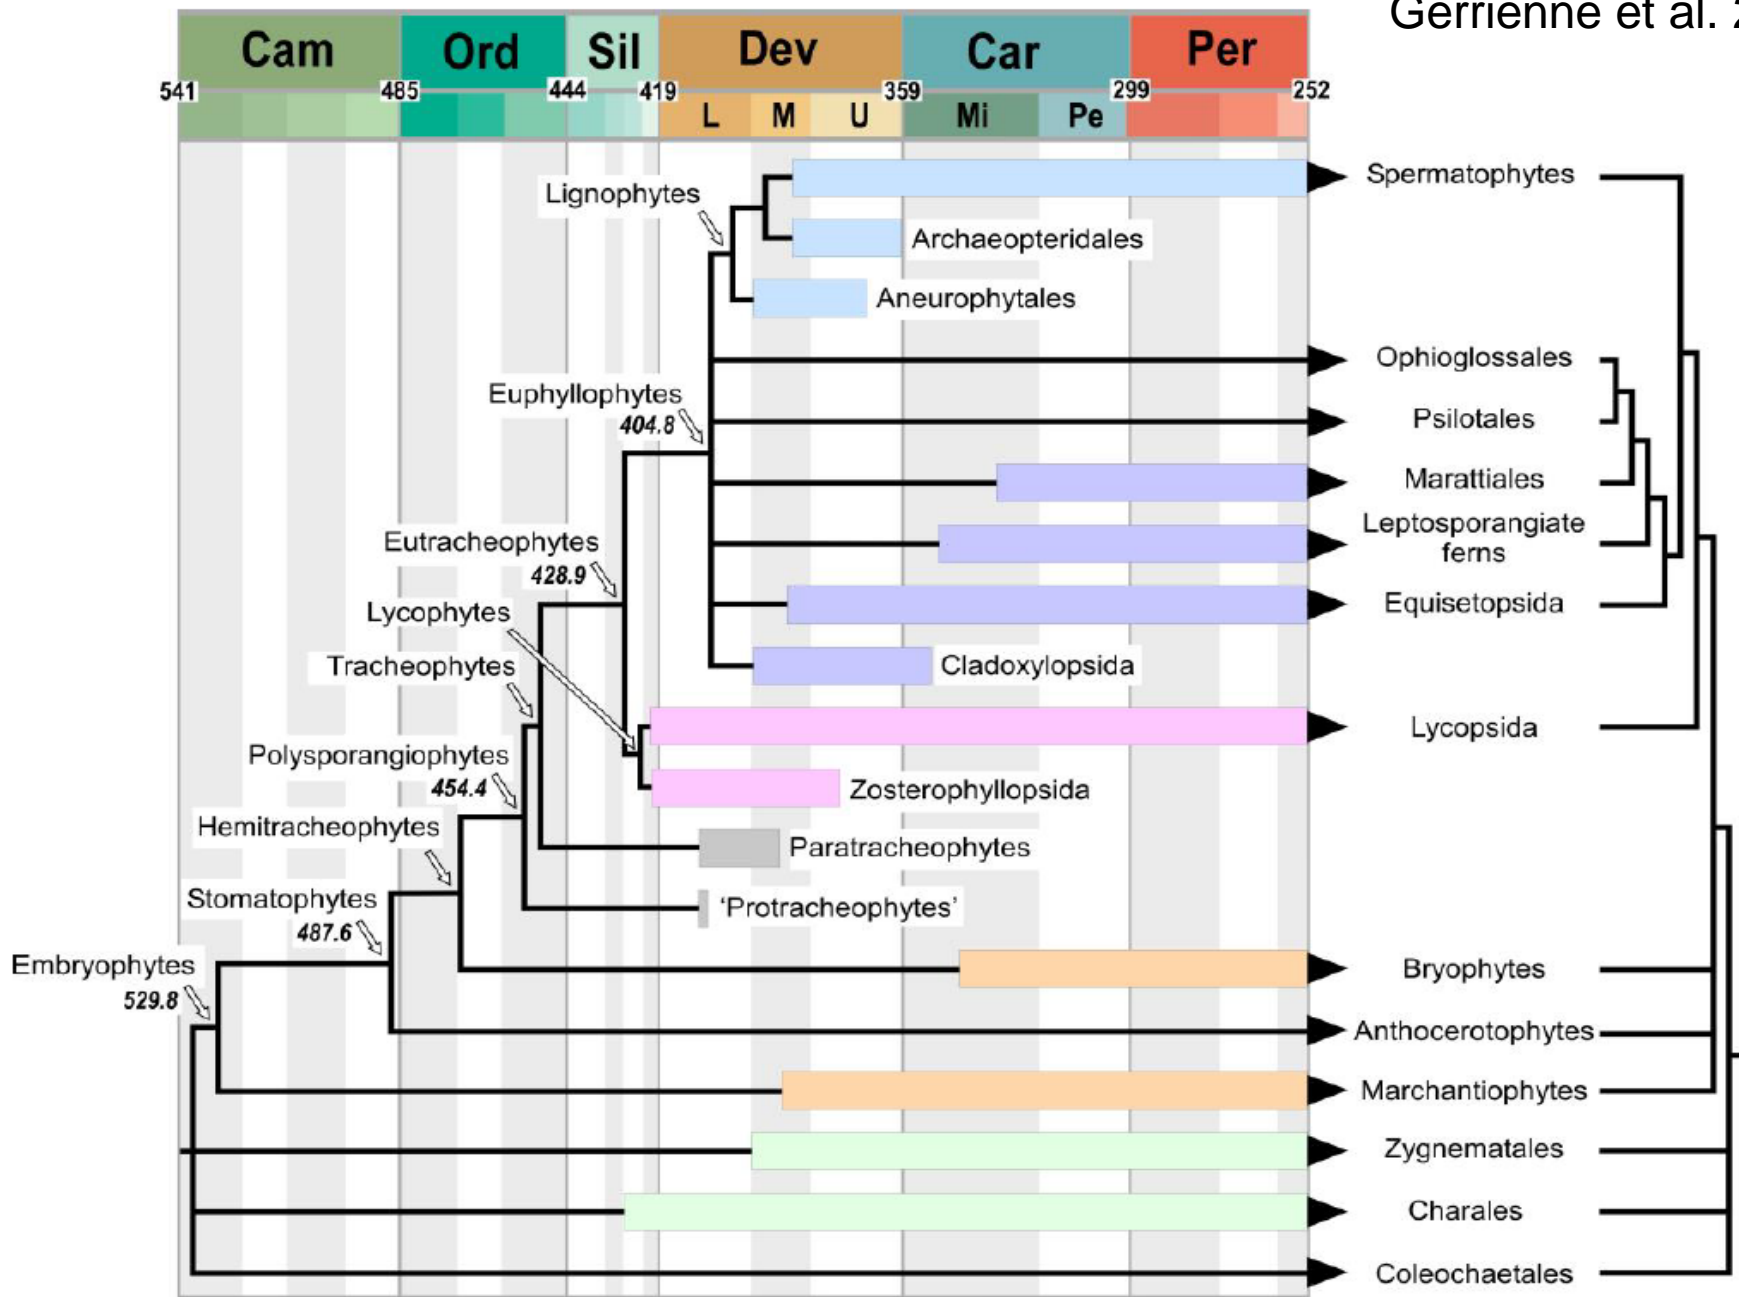 Gerrienne et al. 2
Cam Ord Sil Dev Car Per
541 485 444 419 359 299 252
L M U Mi Pe
Spermatophytes
Lignophytes
Archaeopteridales
Aneurophytales
Ophioglossales
Euphyllophytes
404.8
Psilotales
Marattiales
Leptosporangiate
ferns
Eutracheophytes
428.9
Equisetopsida
Lycophytes
Tracheophytes
Cladoxylopsida
Lycopsida
Polysporangiophytes
454.4
Zosterophyllopsida
Hemitracheophytes
Paratracheophytes
Stomatophytes
487.6
‘Protracheophytes’
Embryophytes
529.8
Bryophytes
Anthocerotophytes
Marchantiophytes
Zygnematales
Charales
Coleochaetales